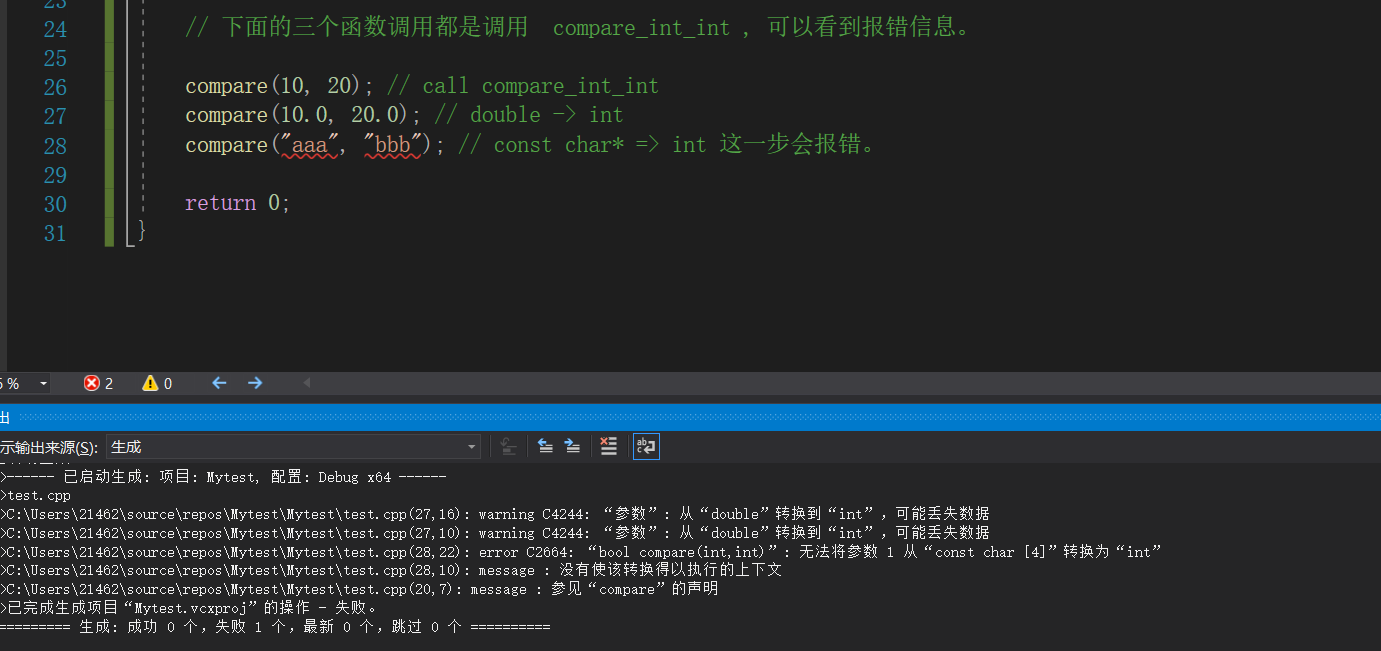 23
24 // 下面的三个函数调用都是调用 compare_int_int , 可以看到报错信息。
25
26 compare(10, 20); // call compare_int_int
27 compare(10.0, 20.0); // double -> int
28 compare("aaa", "bbb"); // const char* => int 这一步会报错。
29
30 return 0;
31 }
% 2 0
出
示输出来源(S): 生成
>------ 已启动生成: 项目: Mytest, 配置: Debug x64 ------
>test.cpp
>C:\Users\21462\source\repos\Mytest\Mytest\test.cpp(27,16): warning C4244: “参数”: 从“double”转换到“int”，可能丢失数据
>C:\Users\21462\source\repos\Mytest\Mytest\test.cpp(27,10): warning C4244: “参数”: 从“double”转换到“int”，可能丢失数据
>C:\Users\21462\source\repos\Mytest\Mytest\test.cpp(28,22): error C2664: “bool compare(int,int)”: 无法将参数 1 从“const char [4]”转换为“int”
>C:\Users\21462\source\repos\Mytest\Mytest\test.cpp(28,10): message : 没有使该转换得以执行的上下文
>C:\Users\21462\source\repos\Mytest\Mytest\test.cpp(20,7): message : 参见“compare”的声明
>已完成生成项目“Mytest.vcxproj”的操作 - 失败。
========= 生成: 成功 0 个，失败 1 个，最新 0 个，跳过 0 个 ==========